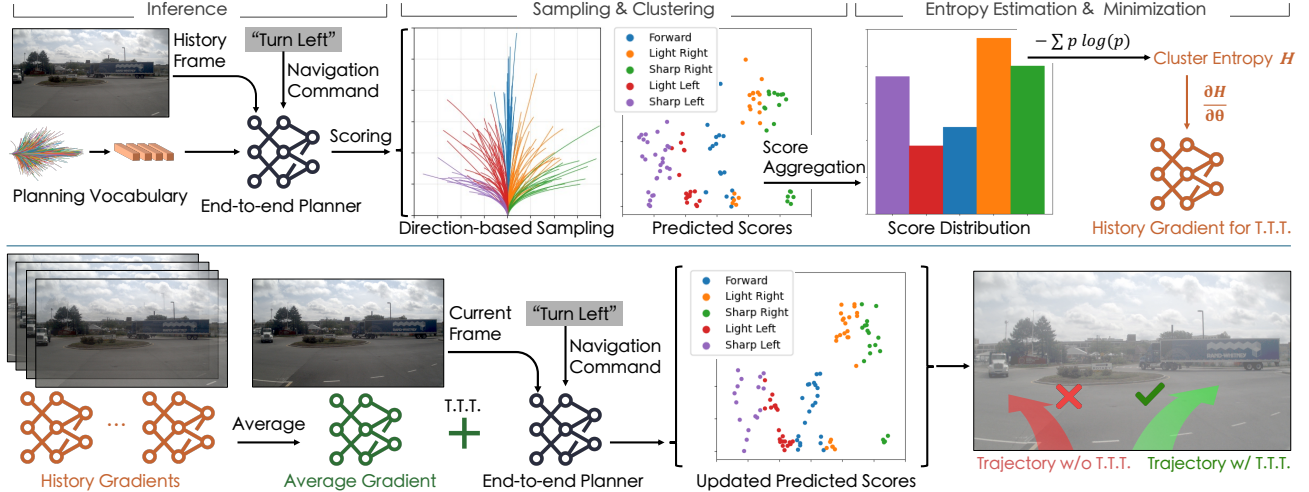 Inference
Sampling & Clustering
Entropy Estimation & Minimization
History
Frame
"Turn Left"
Navigation
Command
Scoring
Planning Vocabulary
End-to-end Planner
Direction-based Sampling
Forward
Light Right
Sharp Right
Light Left
Sharp Left
Predicted Scores
Score
Aggregation
Score Distribution
− ∑ p log(p)
Cluster Entropy H
∂H
∂θ
History Gradient for T.T.T.
History Gradients
...
Average
Average Gradient
Current
Frame
T.T.T.
+
"Turn Left"
Navigation
Command
End-to-end Planner
Forward
Light Right
Sharp Right
Light Left
Sharp Left
Updated Predicted Scores
Trajectory w/o T.T.T.
Trajectory w/ T.T.T.